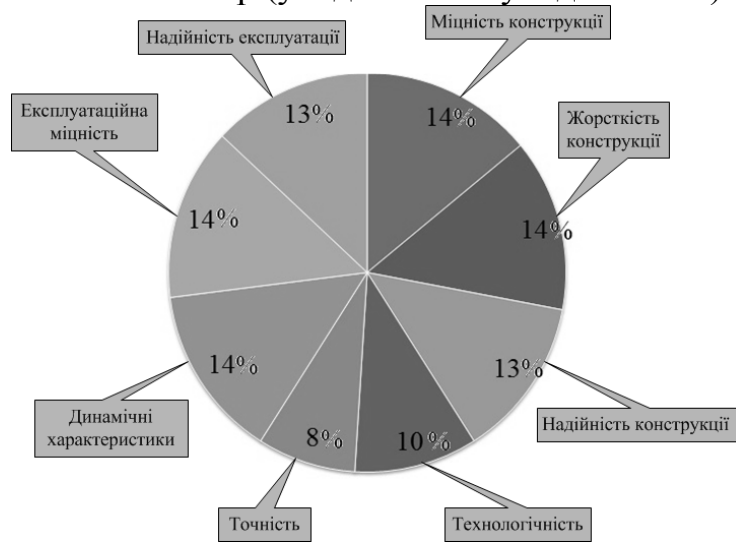 Надійність експлуатації
Міцність конструкції
Експлуатаційна
міцність
Жорсткість
конструкції
13%
14%
14%
14%
14%
13%
8%
10%
Динамічні
характеристики
Надійність конструкції
Точність
Технологічність